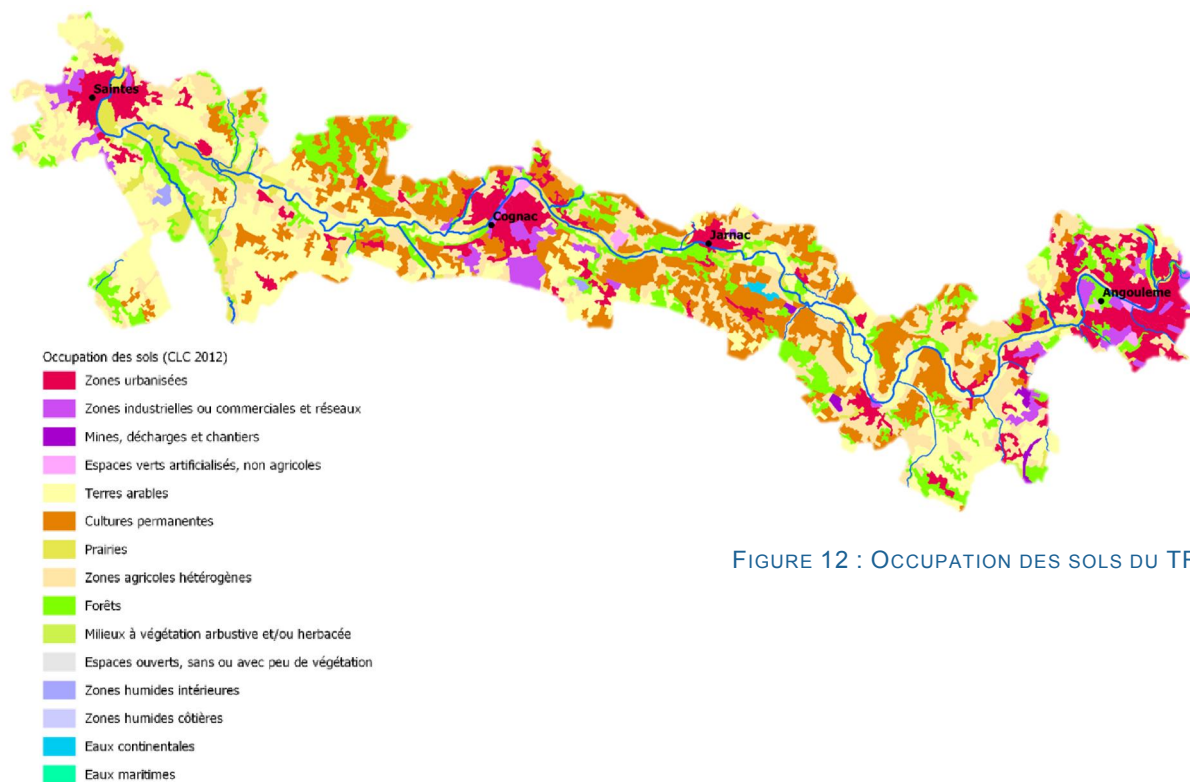 Saintes
Cognac
Jarnac
Angouleme
Occupation des sols (CLC 2012)
Zones urbanisées
Zones industrielles ou commerciales et réseaux
Mines, décharges et chantiers
Espaces verts artificialisés, non agricoles
Terres arables
Cultures permanentes
Prairies
Zones agricoles hétérogènes
Forêts
Milieux à végétation arbustive et/ou herbacée
Espaces ouverts, sans ou avec peu de végétation
Zones humides intérieures
Zones humides côtières
Eaux continentales
Eaux maritimes
FIGURE 12 : OCCUPATION DES SOLS DU